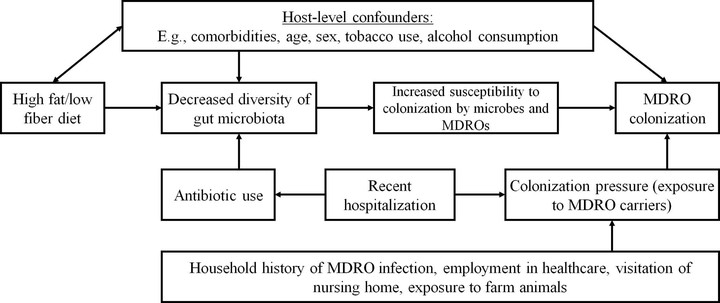 Host-level confounders:
E.g., comorbidities, age, sex, tobacco use, alcohol consumption
High fat/low
fiber diet
Decreased diversity of
gut microbiota
Increased susceptibility to
colonization by microbes and
MDROs
MDRO
colonization
Antibiotic use
Recent
hospitalization
Colonization pressure (exposure
to MDRO carriers)
Household history of MDRO infection, employment in healthcare, visitation of
nursing home, exposure to farm animals